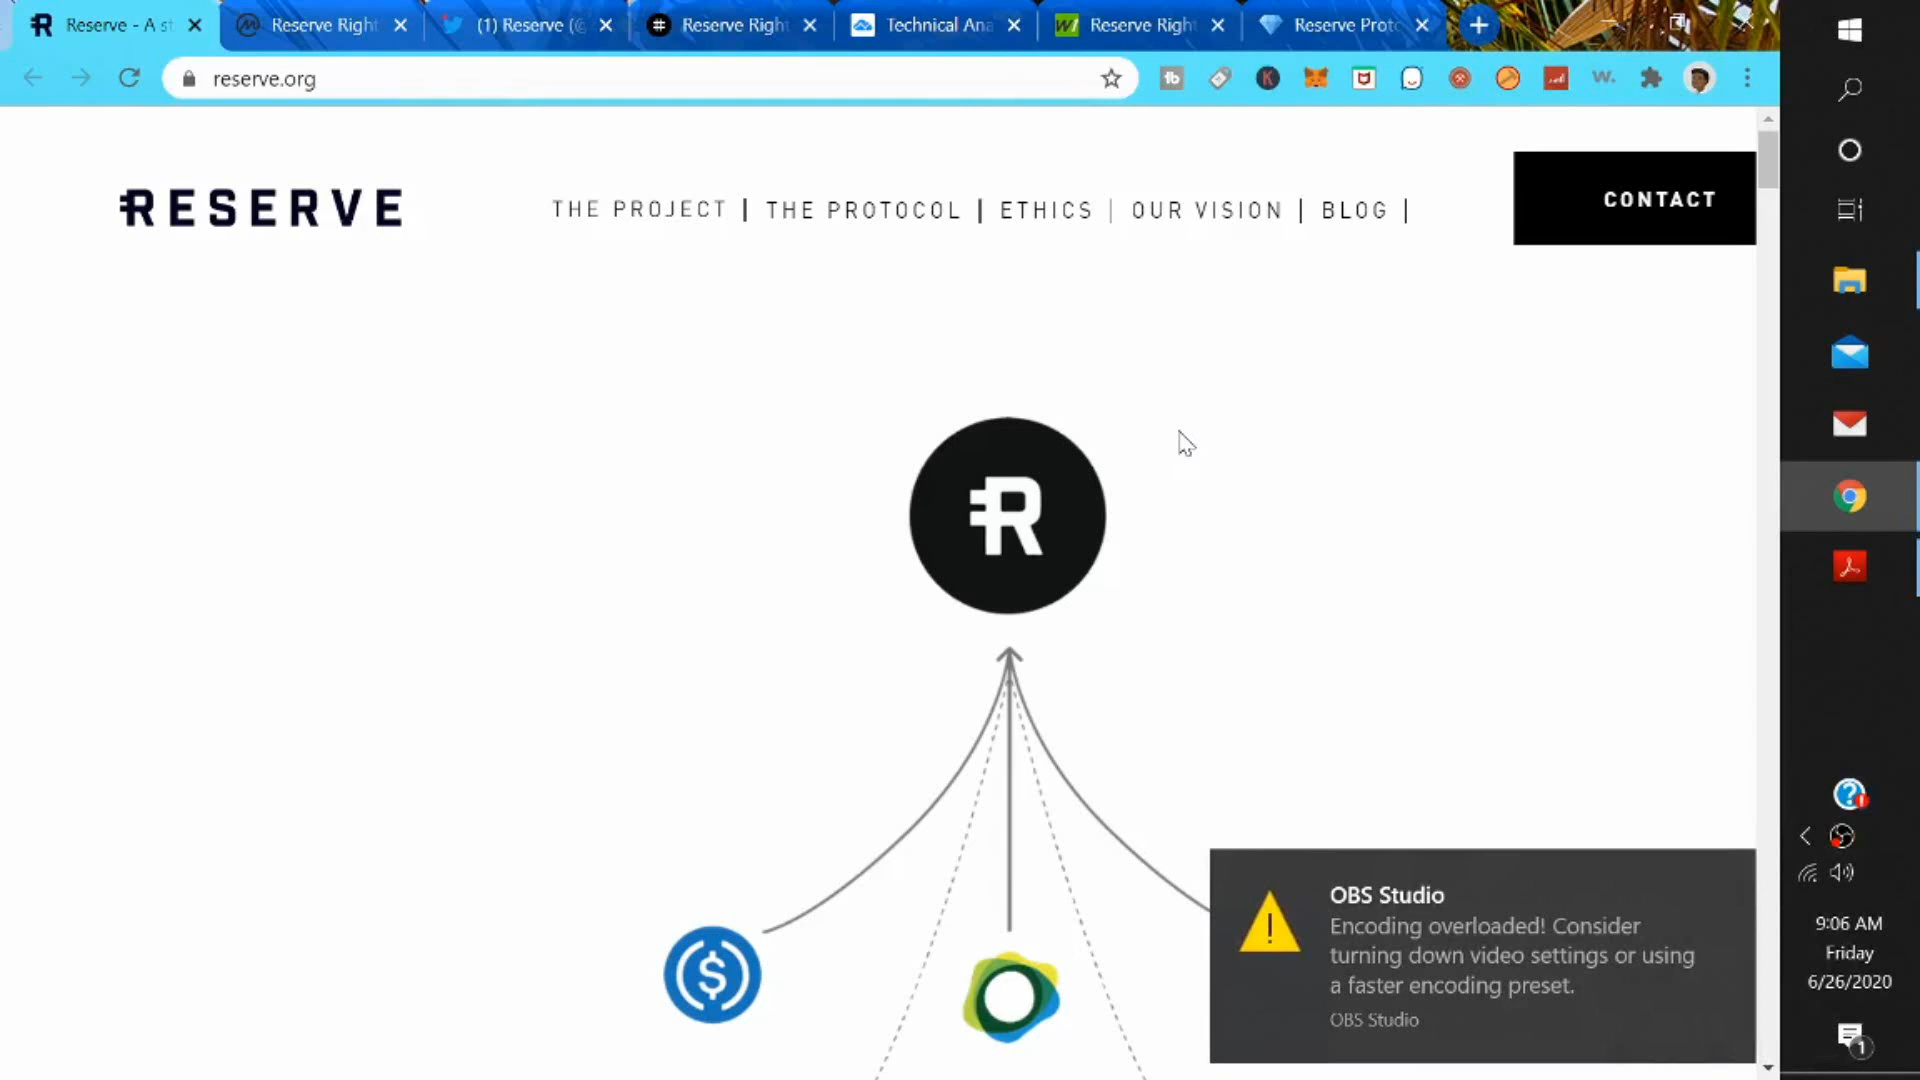 Reserve - A st
Reserve Right
(1) Reserve (@
Reserve Right
Technical Ana
Reserve Righ
Reserve Proto
reserve.org
RESERVE
THE PROJECT | THE PROTOCOL | ETHICS | OUR VISION | BLOG |
CONTACT
OBS Studio
Encoding overloaded! Consider
turning down video settings or using
a faster encoding preset.
OBS Studio
9:06 AM
Friday
6/26/2020
1